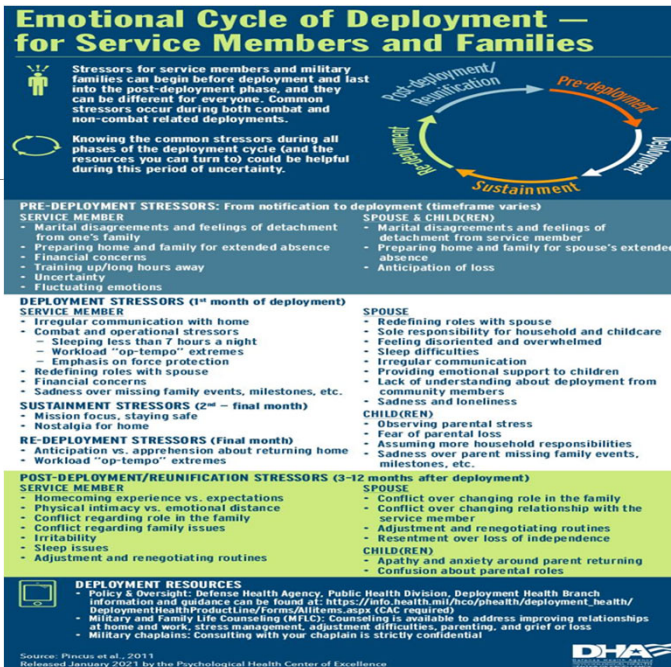 Emotional Cycle of Deployment —
for Service Members and Families
Stressors for service members and military
families can begin before deployment and last
into the post-deployment phase, and they
can be different for everyone. Common
stressors occur during both combat and
non-combat related deployments.
Knowing the common stressors during all
phases of the deployment cycle (and the
resources you can turn to) could be helpful
during this period of uncertainty.
Post-deployment/
Reunification
Pre-deployment
Deployment
Sustainment
Re-deployment
PRE-DEPLOYMENT STRESSORS: From notification to deployment (timeframe varies)
SERVICE MEMBER
- Marital disagreements and feelings of detachment
from one's family
- Preparing home and family for extended absence
- Financial concerns
- Training up/long hours away
- Uncertainty
- Fluctuating emotions
SPOUSE & CHILD(REN)
- Marital disagreements and feelings of
detachment from service member
- Preparing home and family for spouse's extended
absence
- Anticipation of loss
DEPLOYMENT STRESSORS (1st month of deployment)
SERVICE MEMBER
- Irregular communication with home
- Combat and operational stressors
– Sleeping less than 7 hours a night
– Workload "op-tempo" extremes
– Emphasis on force protection
- Redefining roles with spouse
- Financial concerns
- Sadness over missing family events, milestones, etc.
SUSTAINMENT STRESSORS (2nd – final month)
- Mission focus, staying safe
- Nostalgia for home
RE-DEPLOYMENT STRESSORS (Final month)
- Anticipation vs. apprehension about returning home
- Workload "op-tempo" extremes
SPOUSE
- Redefining roles with spouse
- Sole responsibility for household and childcare
- Feeling disoriented and overwhelmed
- Sleep difficulties
- Irregular communication
- Providing emotional support to children
- Lack of understanding about deployment from
community members
- Sadness and loneliness
CHILD(REN)
- Observing parental stress
- Fear of parental loss
- Assuming more household responsibilities
- Sadness over parent missing family events,
milestones, etc.
POST-DEPLOYMENT/REUNIFICATION STRESSORS (3-12 months after deployment)
SERVICE MEMBER
- Homecoming experience vs. expectations
- Physical intimacy vs. emotional distance
- Conflict regarding role in the family
- Conflict regarding family issues
- Irritability
- Sleep issues
- Adjustment and renegotiating routines
SPOUSE
- Conflict over changing role in the family
- Conflict over changing relationship with the
service member
- Adjustment and renegotiating routines
- Resentment over loss of independence
CHILD(REN)
- Apathy and anxiety around parent returning
- Confusion about parental roles
DEPLOYMENT RESOURCES
- Policy & Oversight: Defense Health Agency, Public Health Division, Deployment Health Branch
information and guidance can be found at: https://info.health.mil/hco/phealth/deployment_health/
DeploymentHealthProductLine/Forms/AllItems.aspx (CAC required)
- Military and Family Life Counseling (MFLC): Counseling is available to address improving relationships
at home and work, stress management, adjustment difficulties, parenting, and grief or loss
- Military chaplains: Consulting with your chaplain is strictly confidential
Source: Pincus et al., 2011
Released January 2021 by the Psychological Health Center of Excellence
DHA